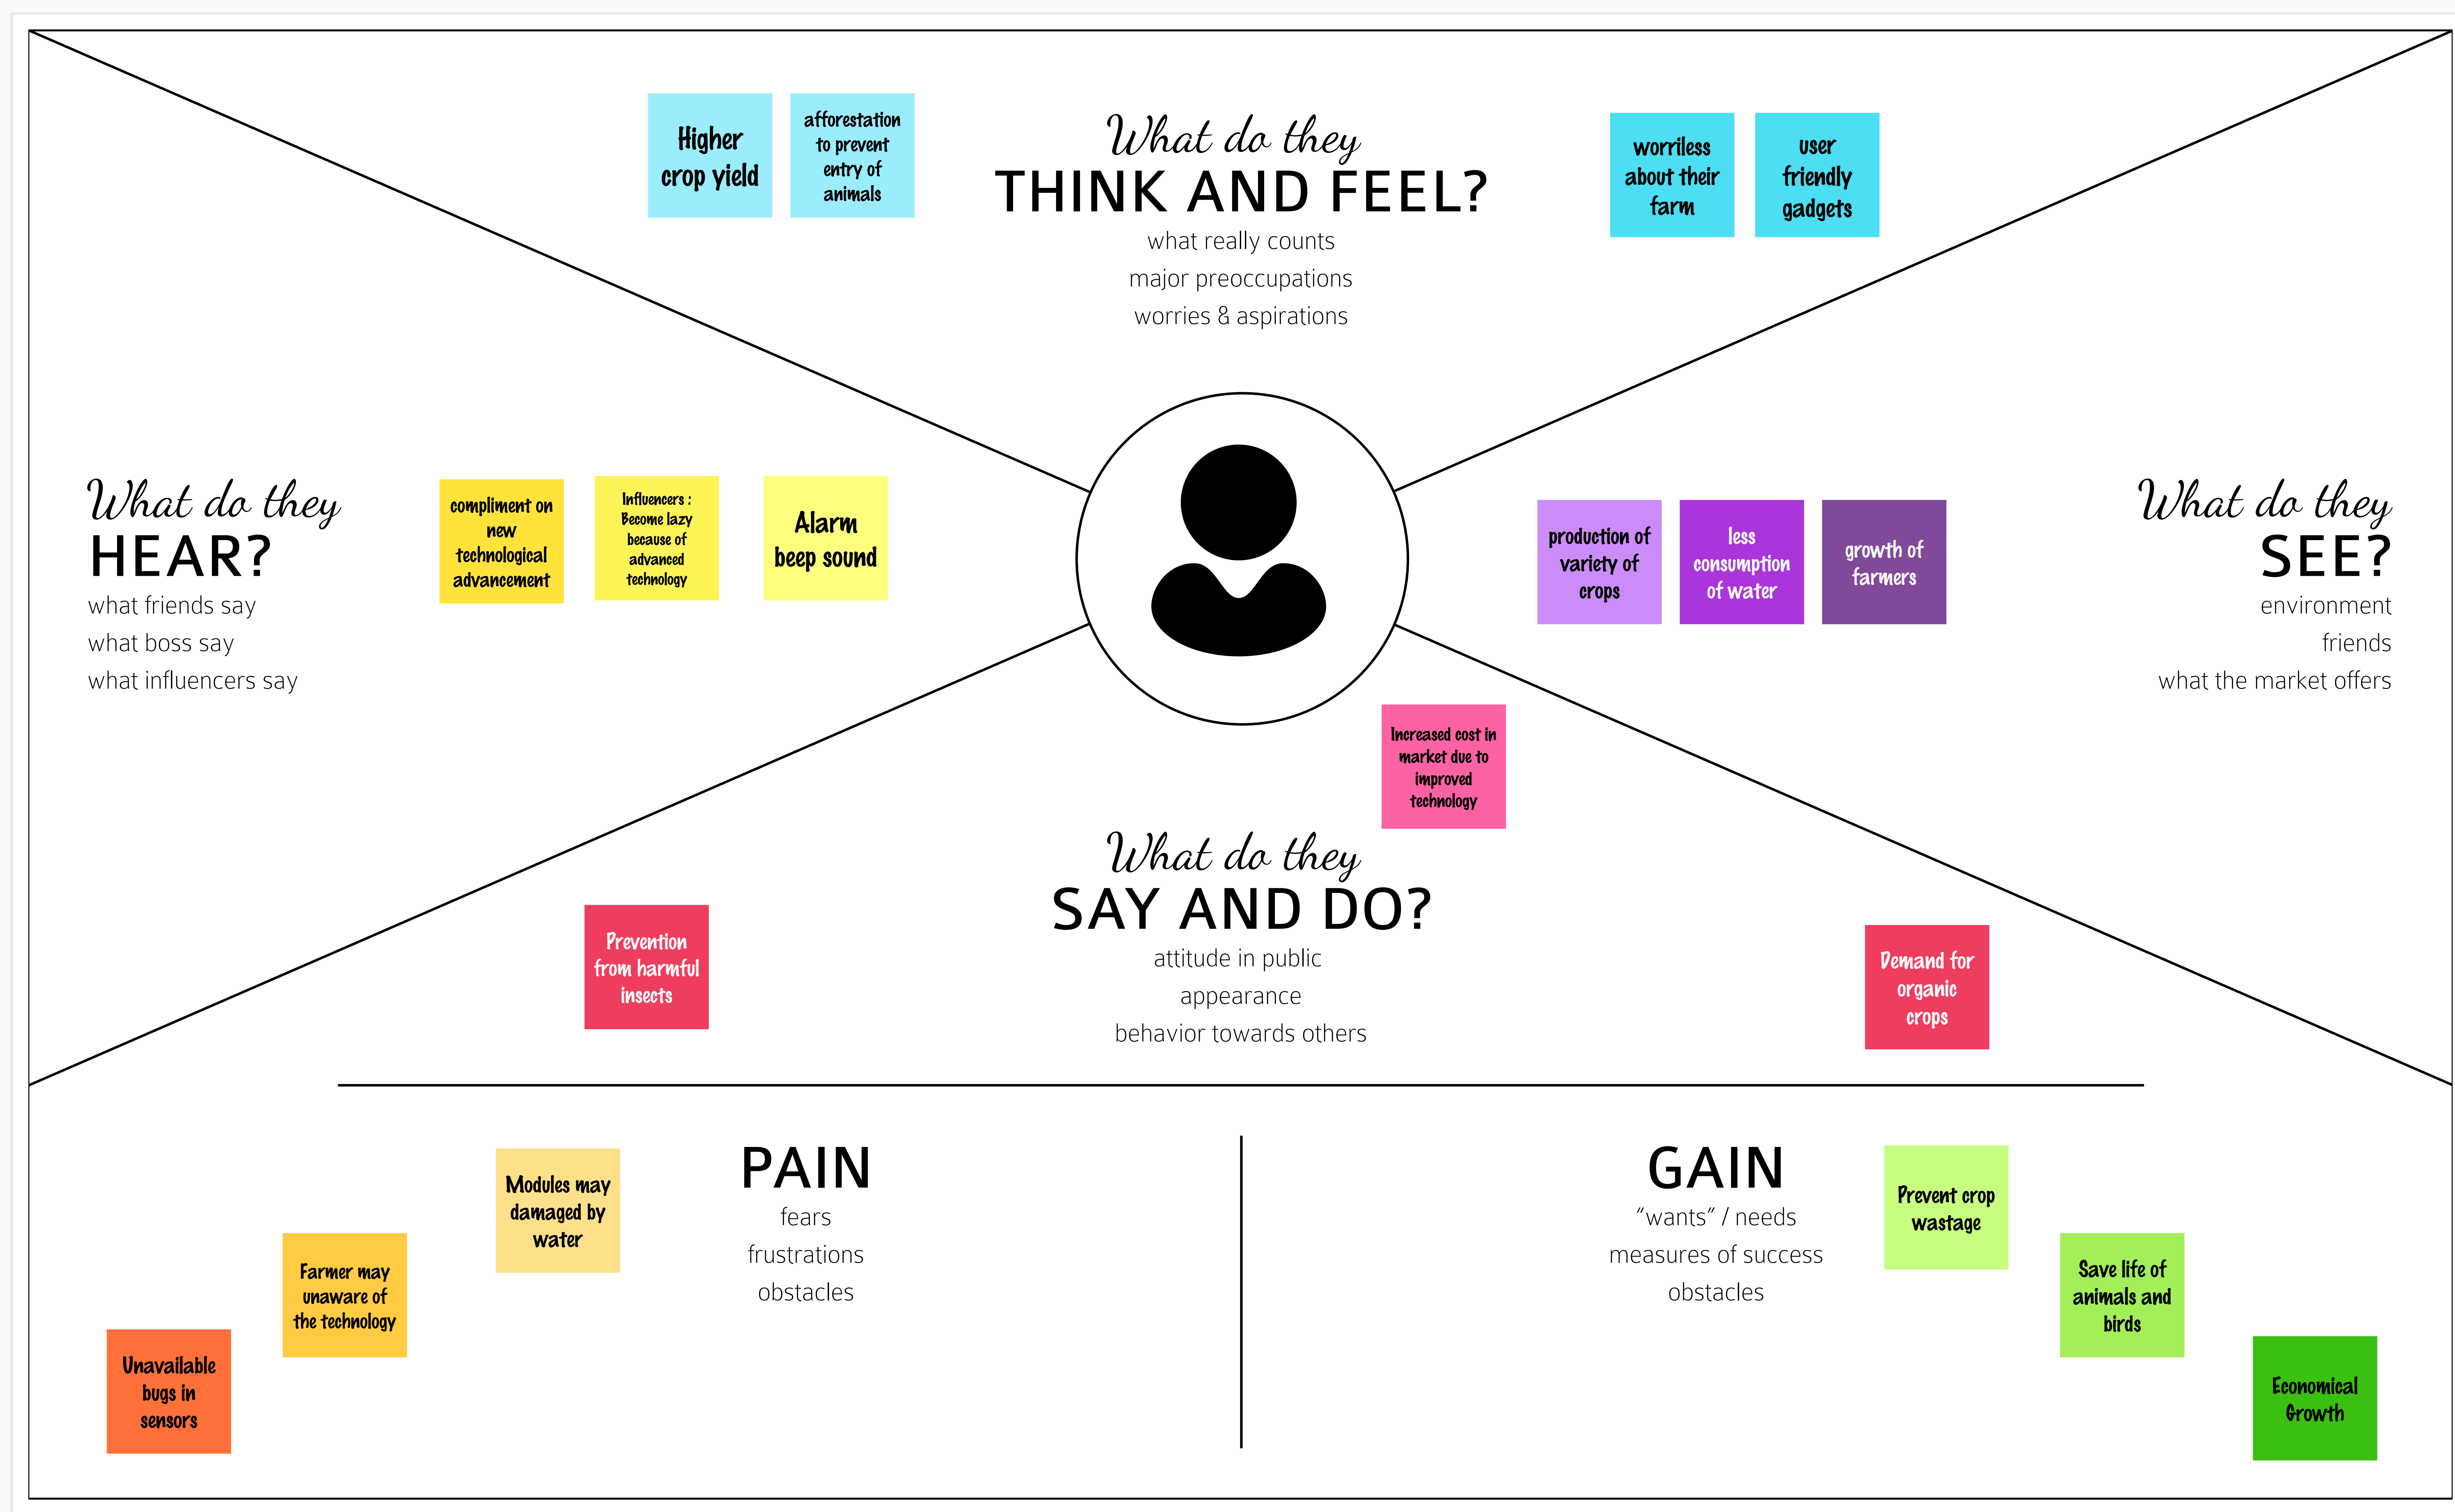 Higher
crop yield
afforestation
to prevent
entry of
animals
What do they
THINK AND FEEL?
what really counts
major preoccupations
worries & aspirations
worriless
about their
farm
user
friendly
gadgets
What do they
HEAR?
what friends say
what boss say
what influencers say
compliment on
new
technological
advancement
Influencers :
Become lazy
because of
advanced
technology
Alarm
beep sound
production of
variety of
crops
less
consumption
of water
growth of
farmers
What do they
SEE?
environment
friends
what the market offers
Increased cost in
market due to
improved
technology
What do they
SAY AND DO?
attitude in public
appearance
behavior towards others
Prevention
from harmful
insects
Demand for
organic
crops
PAIN
fears
frustrations
obstacles
Modules may
damaged by
water
Farmer may
unaware of
the technology
Unavailable
bugs in
sensors
GAIN
“wants” / needs
measures of success
obstacles
Prevent crop
wastage
Save life of
animals and
birds
Economical
Growth